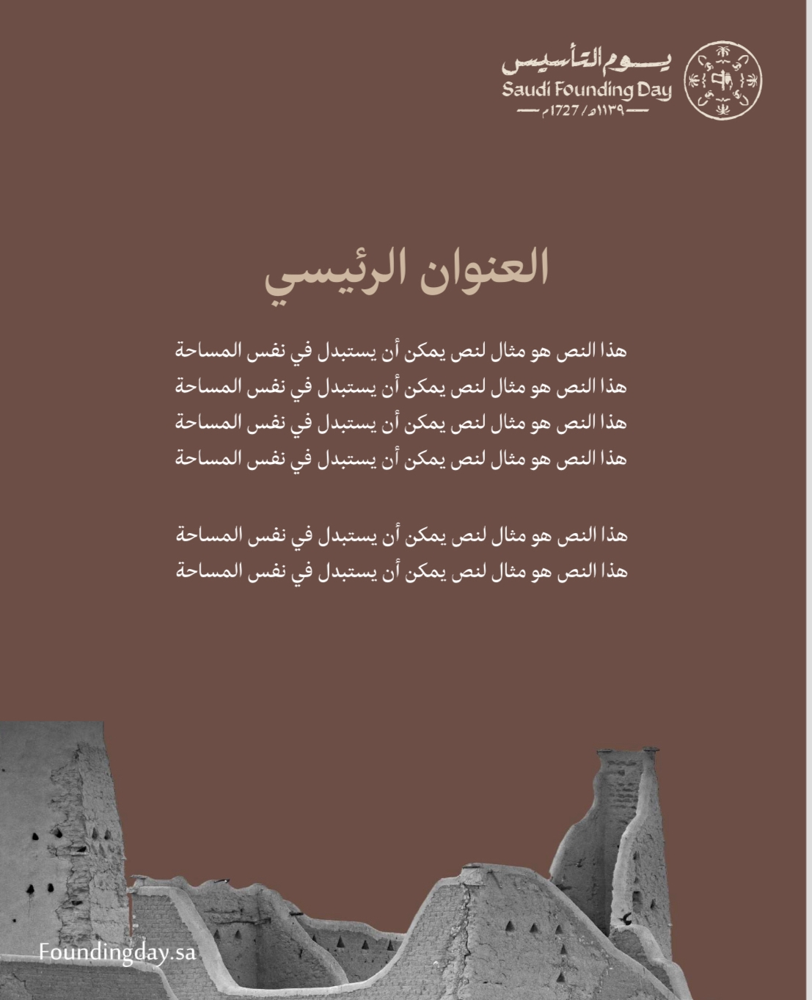 يـــوم التأسيس
Saudi Founding Day
١١٣٩هـ / 1727م
العنوان الرئيسي
هذا النص هو مثال لنص يمكن أن يستبدل في نفس المساحة
هذا النص هو مثال لنص يمكن أن يستبدل في نفس المساحة
هذا النص هو مثال لنص يمكن أن يستبدل في نفس المساحة
هذا النص هو مثال لنص يمكن أن يستبدل في نفس المساحة
هذا النص هو مثال لنص يمكن أن يستبدل في نفس المساحة
هذا النص هو مثال لنص يمكن أن يستبدل في نفس المساحة
Foundingday.sa